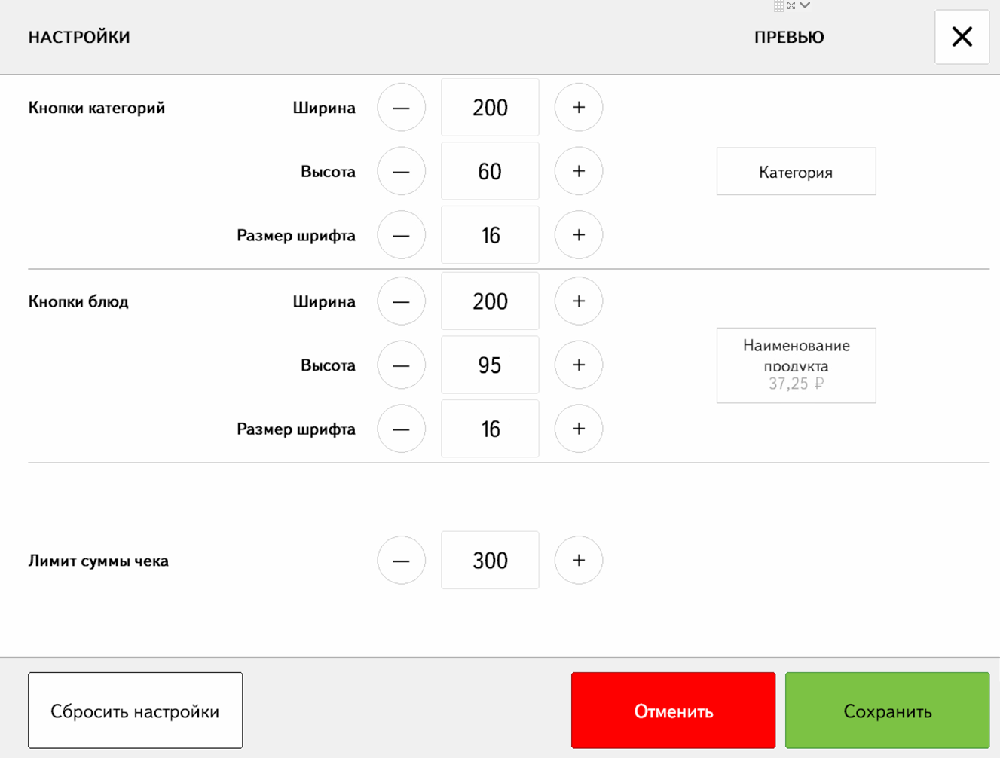 НАСТРОЙКИ ПРЕВЬЮ
Кнопки категорий Ширина — 200 +
Высота — 60 +
Категория
Размер шрифта — 16 +
Кнопки блюд Ширина — 200 +
Наименование
продукта
37,25 ₽
Высота — 95 +
Размер шрифта — 16 +
Лимит суммы чека — 300 +
Сбросить настройки Отменить Сохранить